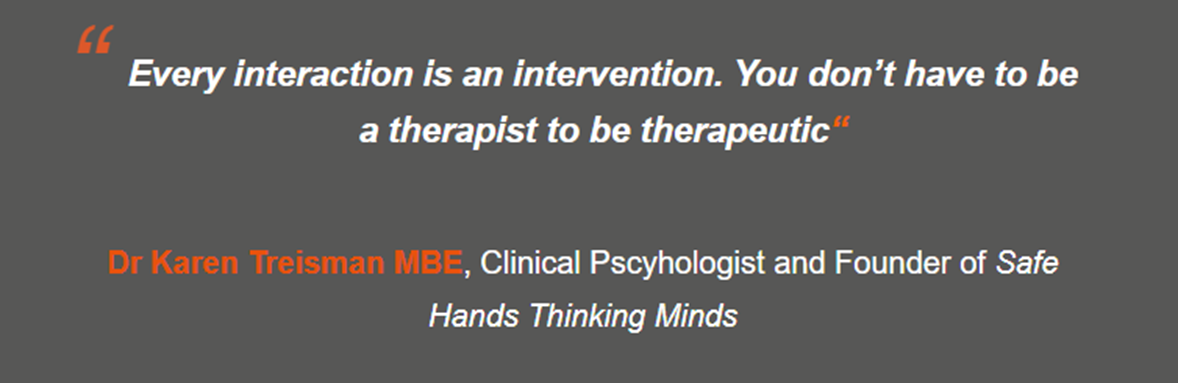 “ Every interaction is an intervention. You don’t have to be
a therapist to be therapeutic“
Dr Karen Treisman MBE, Clinical Pscyhologist and Founder of Safe
Hands Thinking Minds